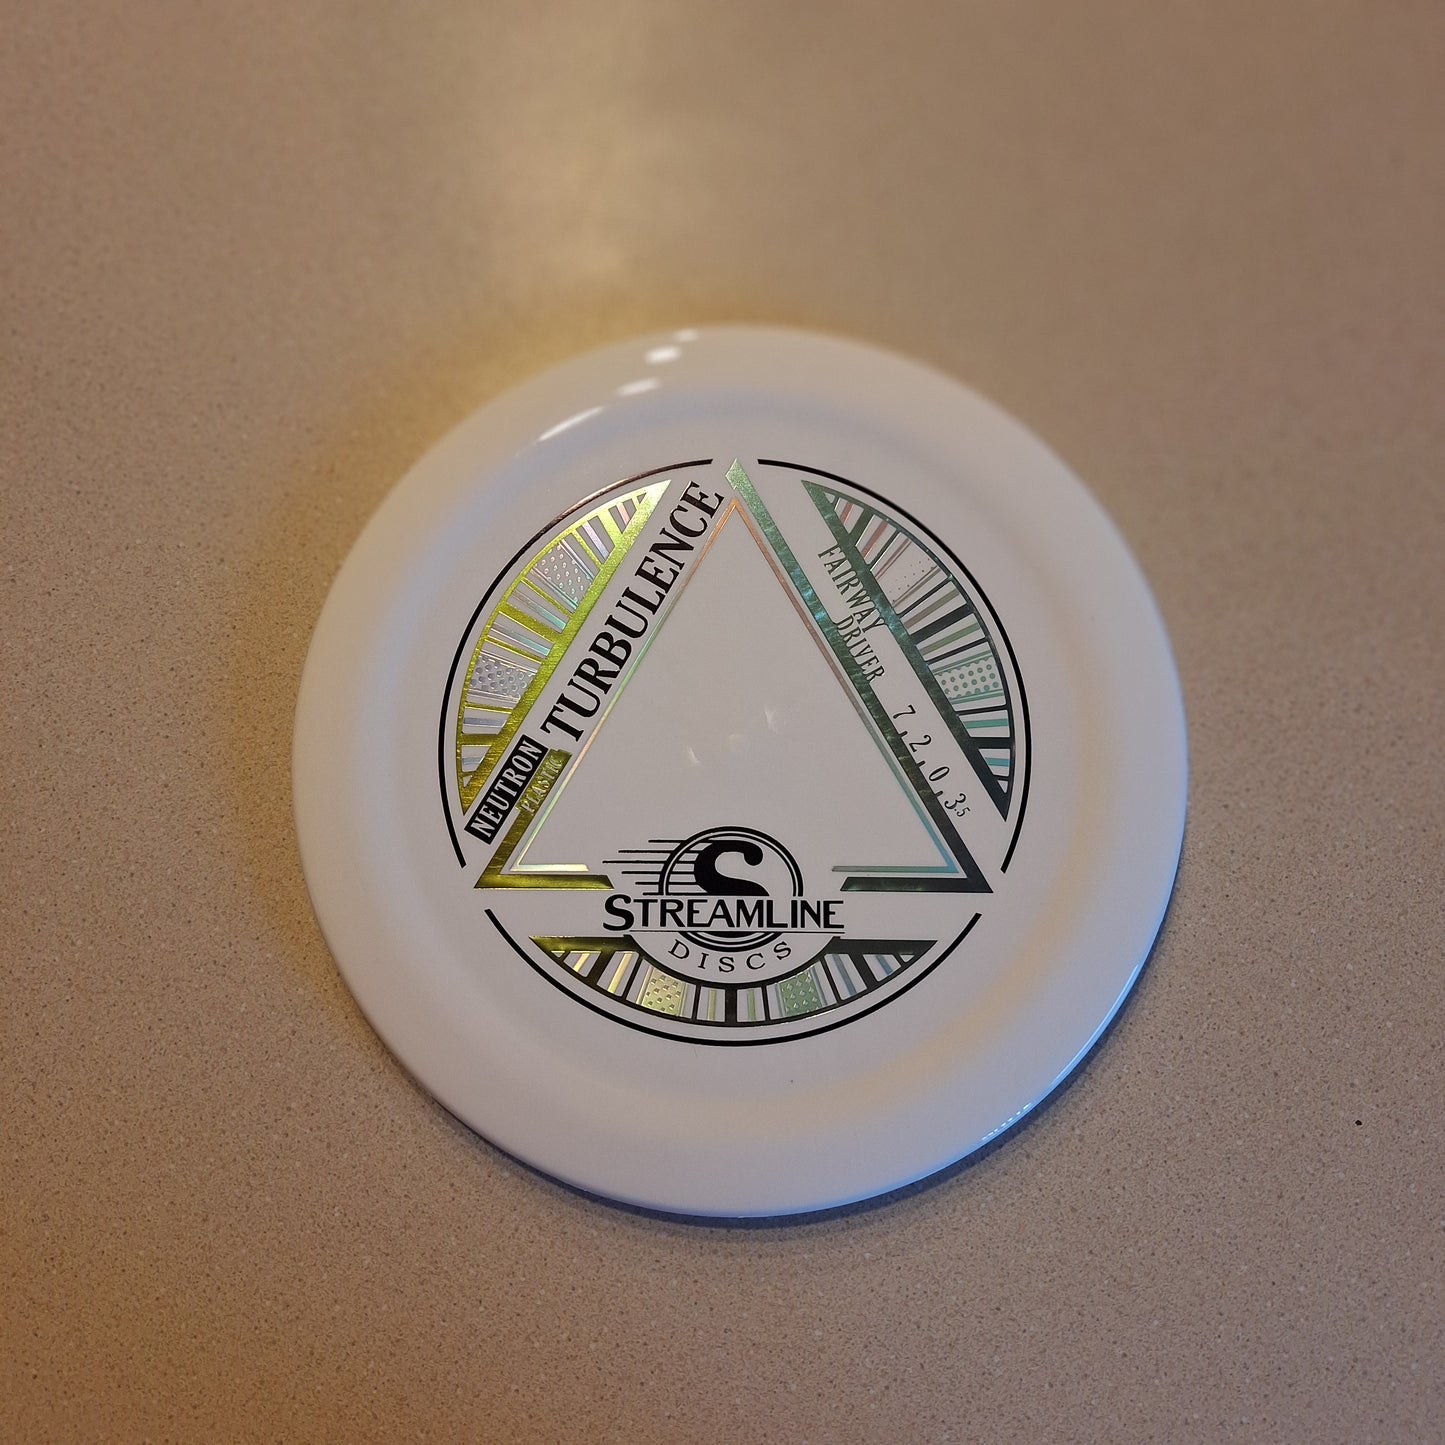 TURBULENCE
NEUTRON
PLASTIC
FAIRWAY
DRIVER
7, 2, 0, 3.5
S
STREAMLINE
DISCS